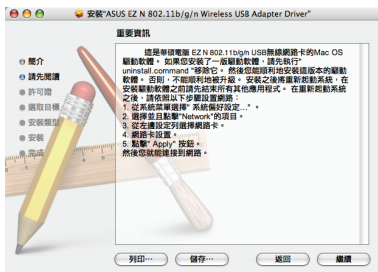 安裝"ASUS EZ N 802.11b/g/n Wireless USB Adapter Driver"
重要資訊
簡介
請先閱讀
許可證
選取目標
安裝類型
安裝
完成
這是華碩電腦 EZ N 802.11b/gh USB無線網路卡的Mac OS
驅動軟體。 如果您安裝了一版驅動軟體，請先執行"
uninstall.command "移除它。 然後您能順利地安裝這版本的驅動
軟體。 否則，不能順利地被升級。 安裝之後將重新起動系統，在
安裝驅動軟體之前請先結束所有其他應用程式。 在重新起動系統
之後，請依照以下步驟設置網路：
1. 從系統菜單選擇" 系統偏好設定…" 。
2. 選擇並且點擊"Network"的項目。
3. 從左邊設定列選擇網路卡。
4. 網路卡設置。
5. 點擊" Apply" 按鈕。
然後您就能連接到網路。
列印…
儲存…
返回
繼續